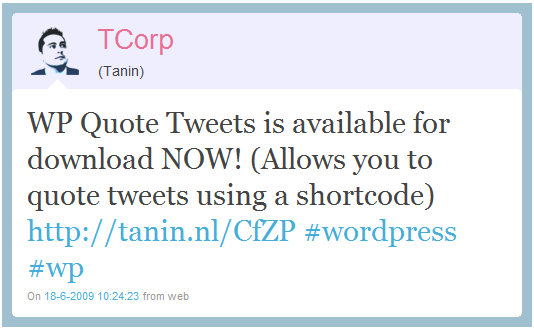 TCorp
(Tanin)
WP Quote Tweets is available for
download NOW! (Allows you to
quote tweets using a shortcode)
http://tanin.nl/CfZP #wordpress
#wp
On 18-6-2009 10:24:23 from web